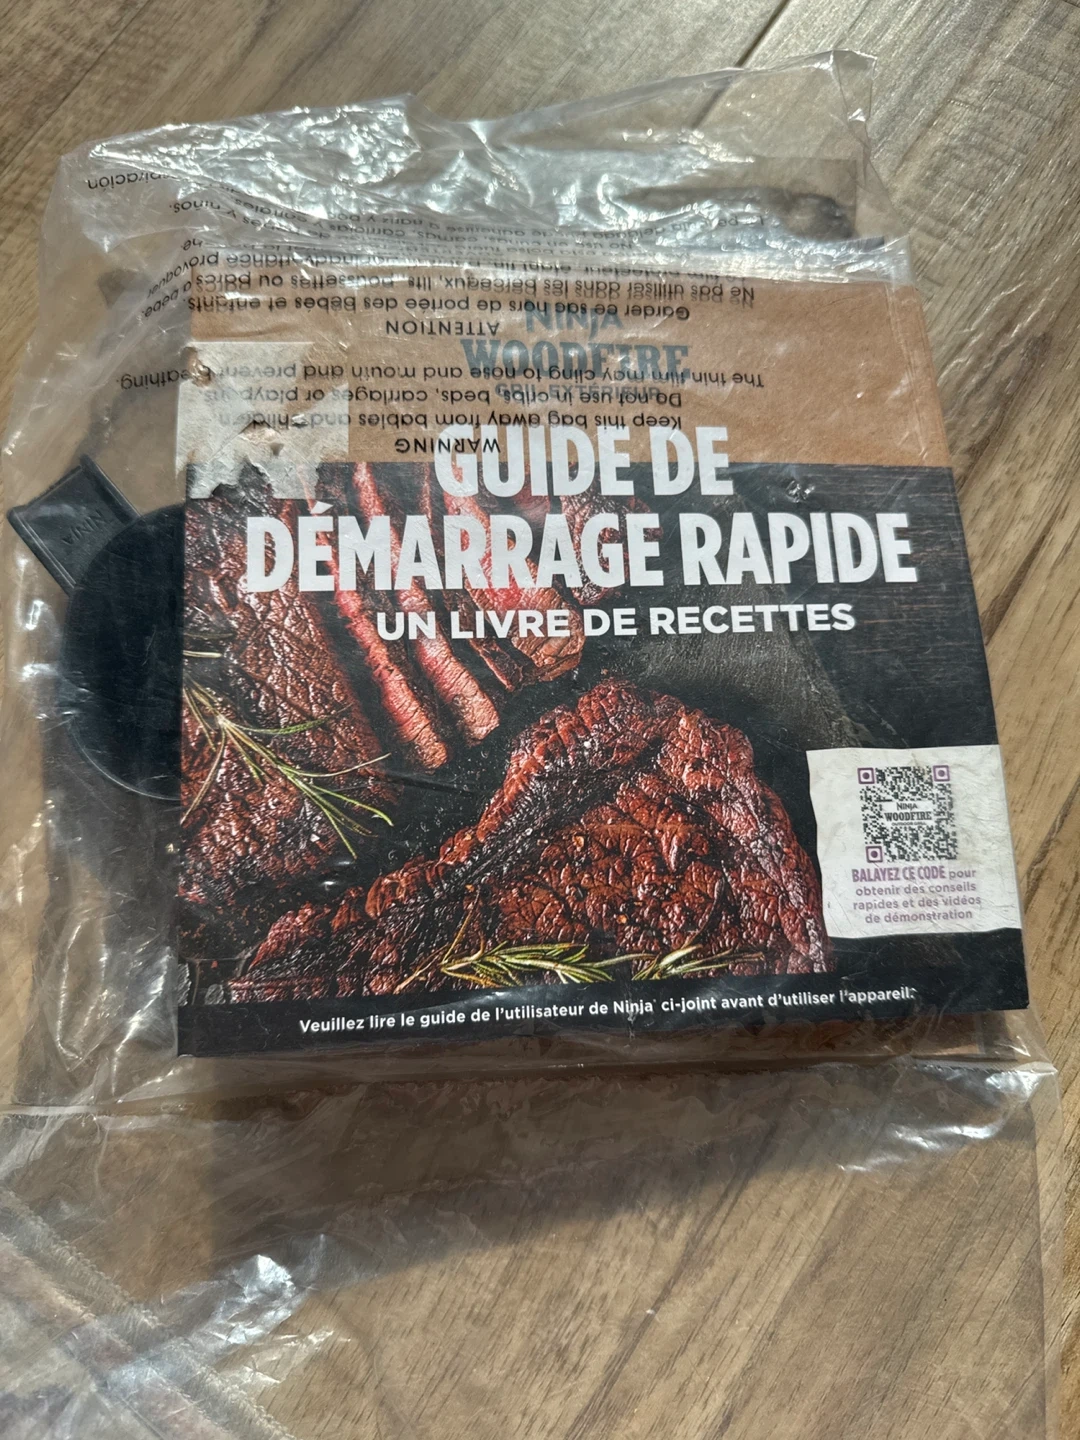 NINJA
WOODFIRE
GRIL EXTÉRIEUR
GUIDE DE
DÉMARRAGE RAPIDE
UN LIVRE DE RECETTES
NINJA
WOODFIRE
BALAYEZ CE CODE pour
obtenir des conseils
rapides et des vidéos
de démonstration
Veuillez lire le guide de l'utilisateur de Ninja ci-joint avant d'utiliser l'appareil.
NINJA
WARNING
Keep this bag away from babies and children
Do not use in cribs, beds, carriages or playpens.
The thin film may cling to nose and mouth and prevent breathing.
ATTENTION
Garder ce sac hors de portée des bébés et enfants.
Ne pas utiliser dans les berceaux, lits, poussettes ou parcs à